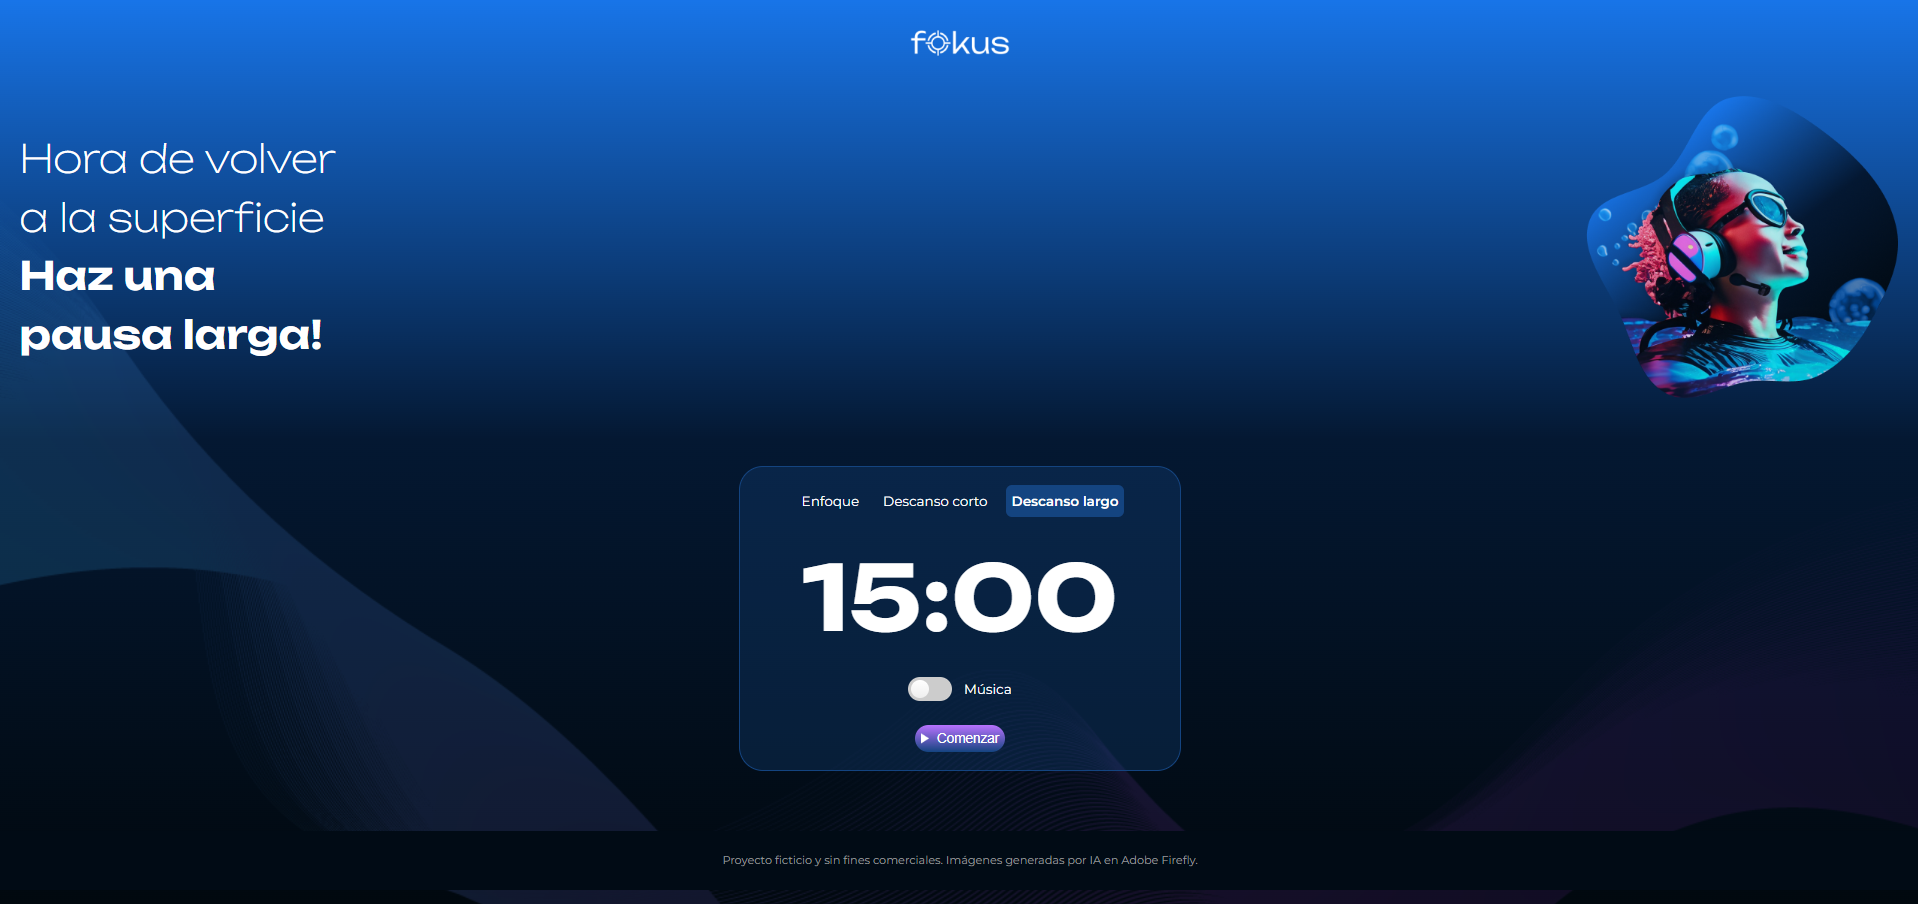 fokus
Hora de volver
a la superficie
Haz una
pausa larga!
Enfoque Descanso corto Descanso largo
15:00
Música
Comenzar
Proyecto ficticio y sin fines comerciales. Imágenes generadas por IA en Adobe Firefly.